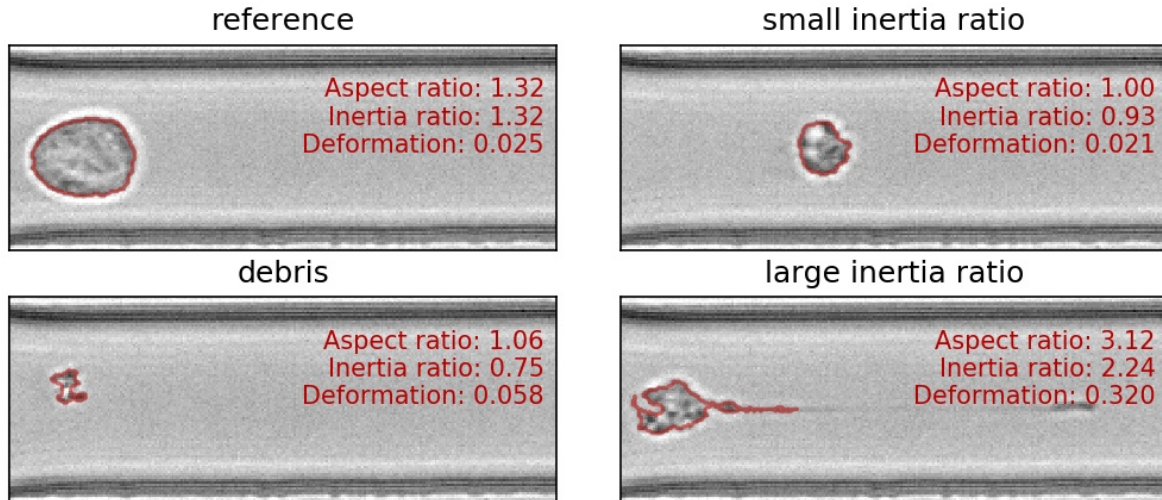 reference
Aspect ratio: 1.32
Inertia ratio: 1.32
Deformation: 0.025
small inertia ratio
Aspect ratio: 1.00
Inertia ratio: 0.93
Deformation: 0.021
debris
Aspect ratio: 1.06
Inertia ratio: 0.75
Deformation: 0.058
large inertia ratio
Aspect ratio: 3.12
Inertia ratio: 2.24
Deformation: 0.320